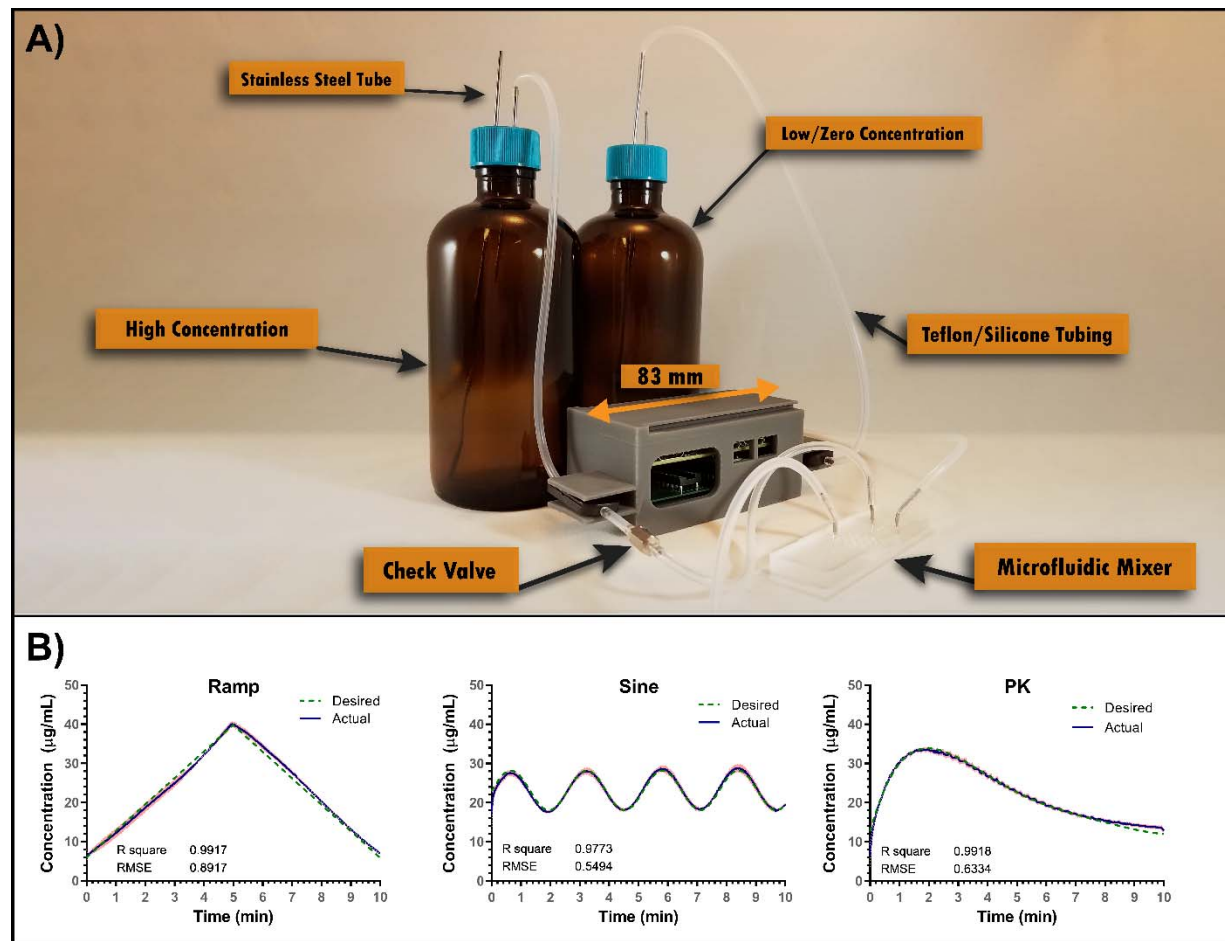 A)
Stainless Steel Tube
Low/Zero Concentration
High Concentration
Teflon/Silicone Tubing
83 mm
Check Valve
Microfluidic Mixer
B)
Ramp
Desired
Actual
Concentration (μg/mL)
50
40
30
20
10
0
R square 0.9917
RMSE 0.8917
0 1 2 3 4 5 6 7 8 9 10
Time (min)
Sine
Desired
Actual
Concentration (μg/mL)
50
40
30
20
10
0
R square 0.9773
RMSE 0.5494
0 1 2 3 4 5 6 7 8 9 10
Time (min)
PK
Desired
Actual
Concentration (μg/mL)
50
40
30
20
10
0
R square 0.9918
RMSE 0.6334
0 1 2 3 4 5 6 7 8 9 10
Time (min)